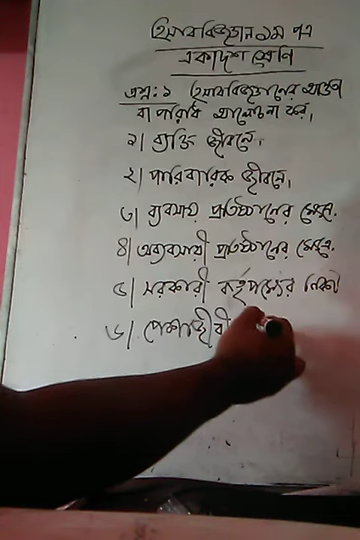 হিসাববিজ্ঞান ১ম পত্র
একাদশ শ্রেণি
প্রশ্ন: ১ হিসাববিজ্ঞানের আওতা
বা পরিধি আলোচনা কর।
১। ব্যক্তি জীবনে।
২। পারিবারিক জীবনে।
৩। ব্যবসায় প্রতিষ্ঠানের ক্ষেত্রে।
৪। অব্যবসায়ী প্রতিষ্ঠানের ক্ষেত্রে।
৫। সরকারী কর্তৃপক্ষের নিকট
৬। পেশাজীবী